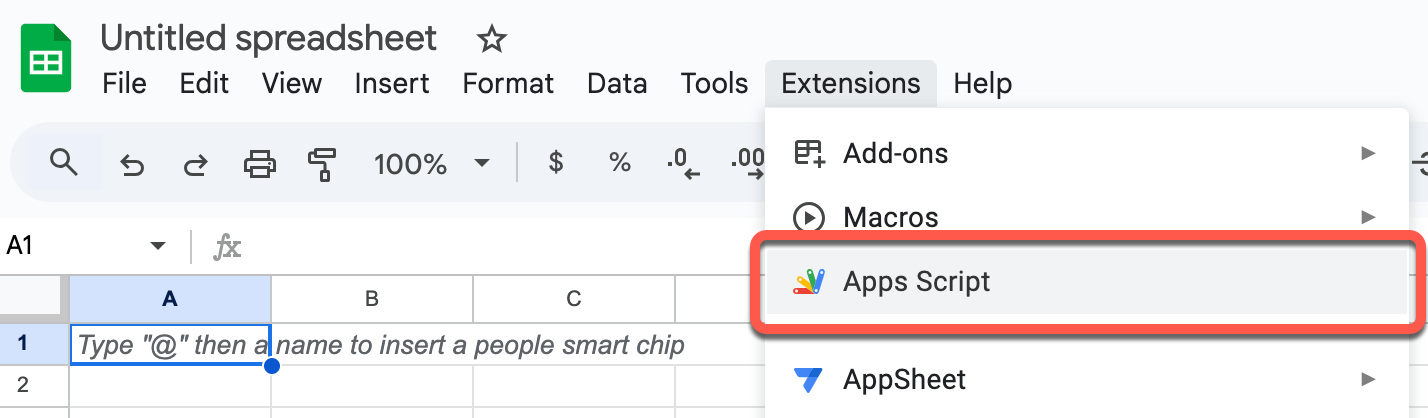 Untitled spreadsheet
File Edit View Insert Format Data Tools Extensions Help
100% $ % .0 .00
Add-ons
Macros
Apps Script
AppSheet
A1 fx
A B C
1 Type "@" then a name to insert a people smart chip
2